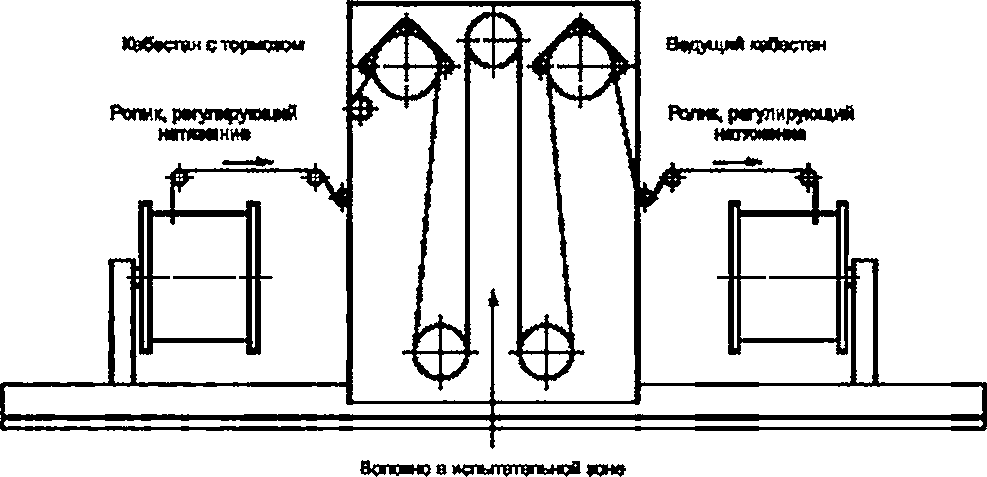 Кабестан с тормозом
Ведущий кабестан
Ролик, регулирующий
натяжение
Ролик, регулирующий
натяжение
Волокно в испытательной зоне